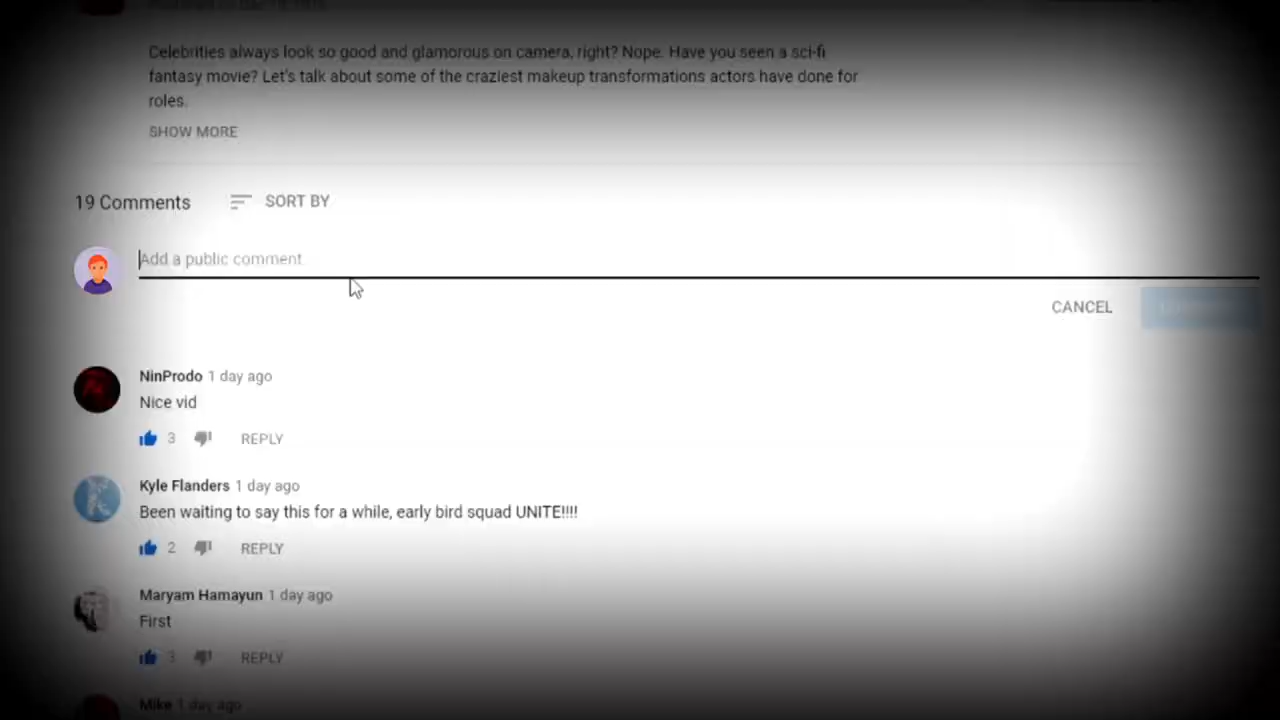 Celebrities always look so good and glamorous on camera, right? Nope. Have you seen a sci-fi
fantasy movie? Let's talk about some of the craziest makeup transformations actors have done for
roles.
SHOW MORE
19 Comments SORT BY
Add a public comment
CANCEL
NinProdo 1 day ago
Nice vid
3 REPLY
Kyle Flanders 1 day ago
Been waiting to say this for a while, early bird squad UNITE!!!!
2 REPLY
Maryam Hamayun 1 day ago
First
3 REPLY
Mike 1 day ago